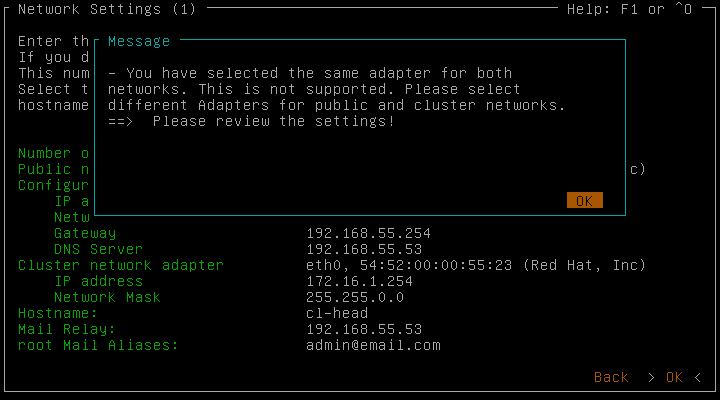 Network Settings (1) Help: F1 or ^O
Enter th
If you d
This num
Select t
hostname
Message
- You have selected the same adapter for both
networks. This is not supported. Please select
different Adapters for public and cluster networks.
==> Please review the settings!
OK
Number o
Public n c)
Configur
IP a
Netw
Gateway 192.168.55.254
DNS Server 192.168.55.53
Cluster network adapter eth0, 54:52:00:00:55:23 (Red Hat, Inc)
IP address 172.16.1.254
Network Mask 255.255.0.0
Hostname: cl-head
Mail Relay: 192.168.55.53
root Mail Aliases: admin@email.com
Back > OK <